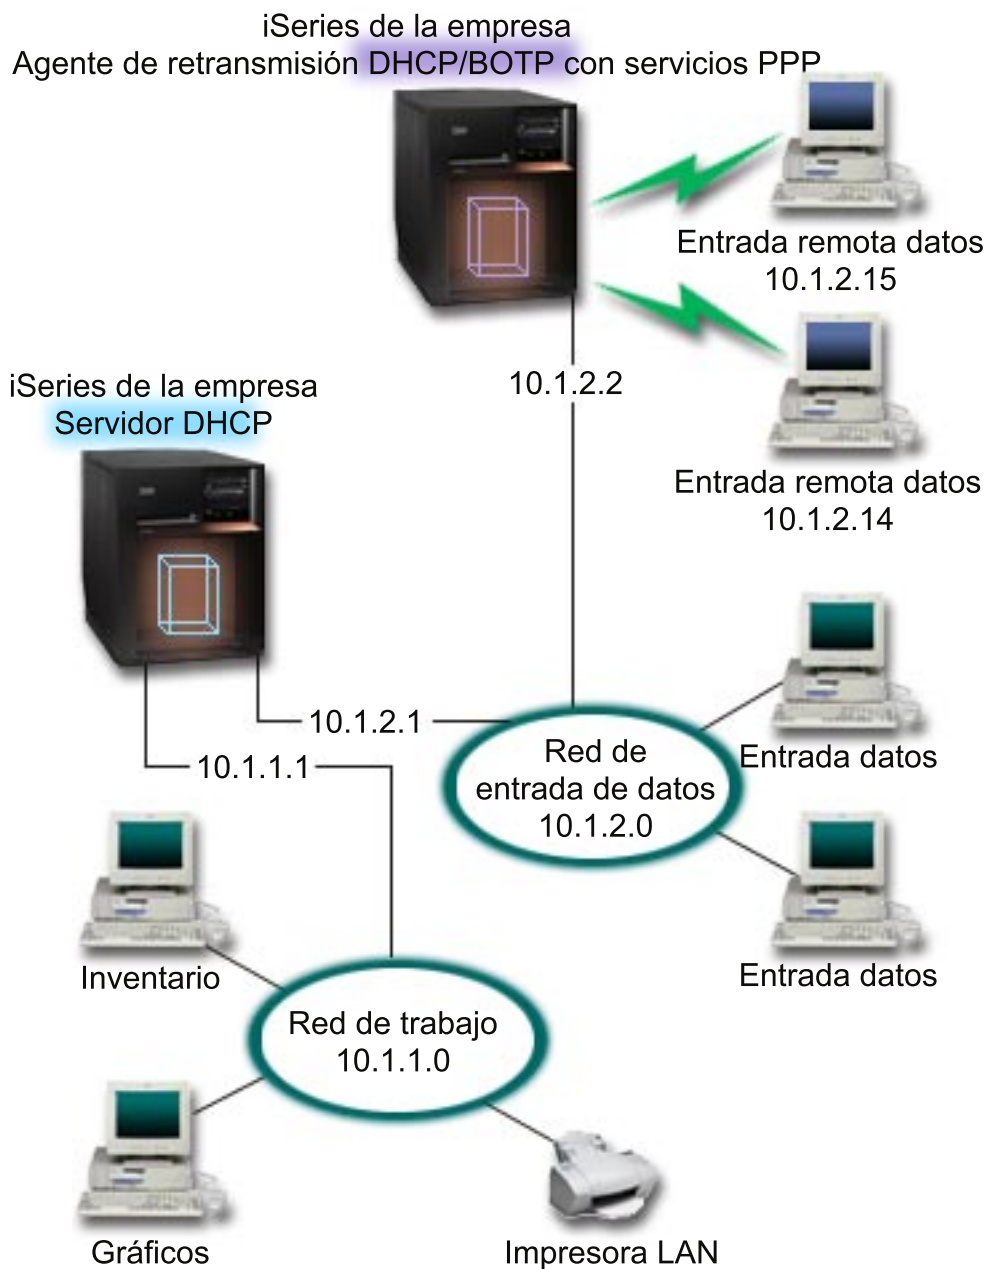 iSeries de la empresa
Agente de retransmisión DHCP/BOTP con servicios PPP
Entrada remota datos
10.1.2.15
10.1.2.2
iSeries de la empresa
Servidor DHCP
Entrada remota datos
10.1.2.14
10.1.2.1
10.1.1.1
Red de
entrada de datos
10.1.2.0
Entrada datos
Entrada datos
Inventario
Red de trabajo
10.1.1.0
Gráficos
Impresora LAN